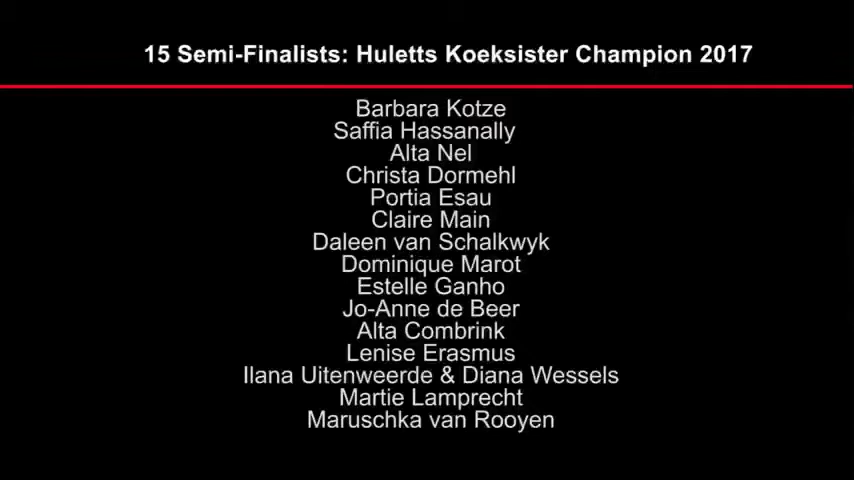 15 Semi-Finalists: Huletts Koeksister Champion 2017
Barbara Kotze
Saffia Hassanally
Alta Nel
Christa Dormehl
Portia Esau
Claire Main
Daleen van Schalkwyk
Dominique Marot
Estelle Ganho
Jo-Anne de Beer
Alta Combrink
Lenise Erasmus
Ilana Uitenweerde & Diana Wessels
Martie Lamprecht
Maruschka van Rooyen